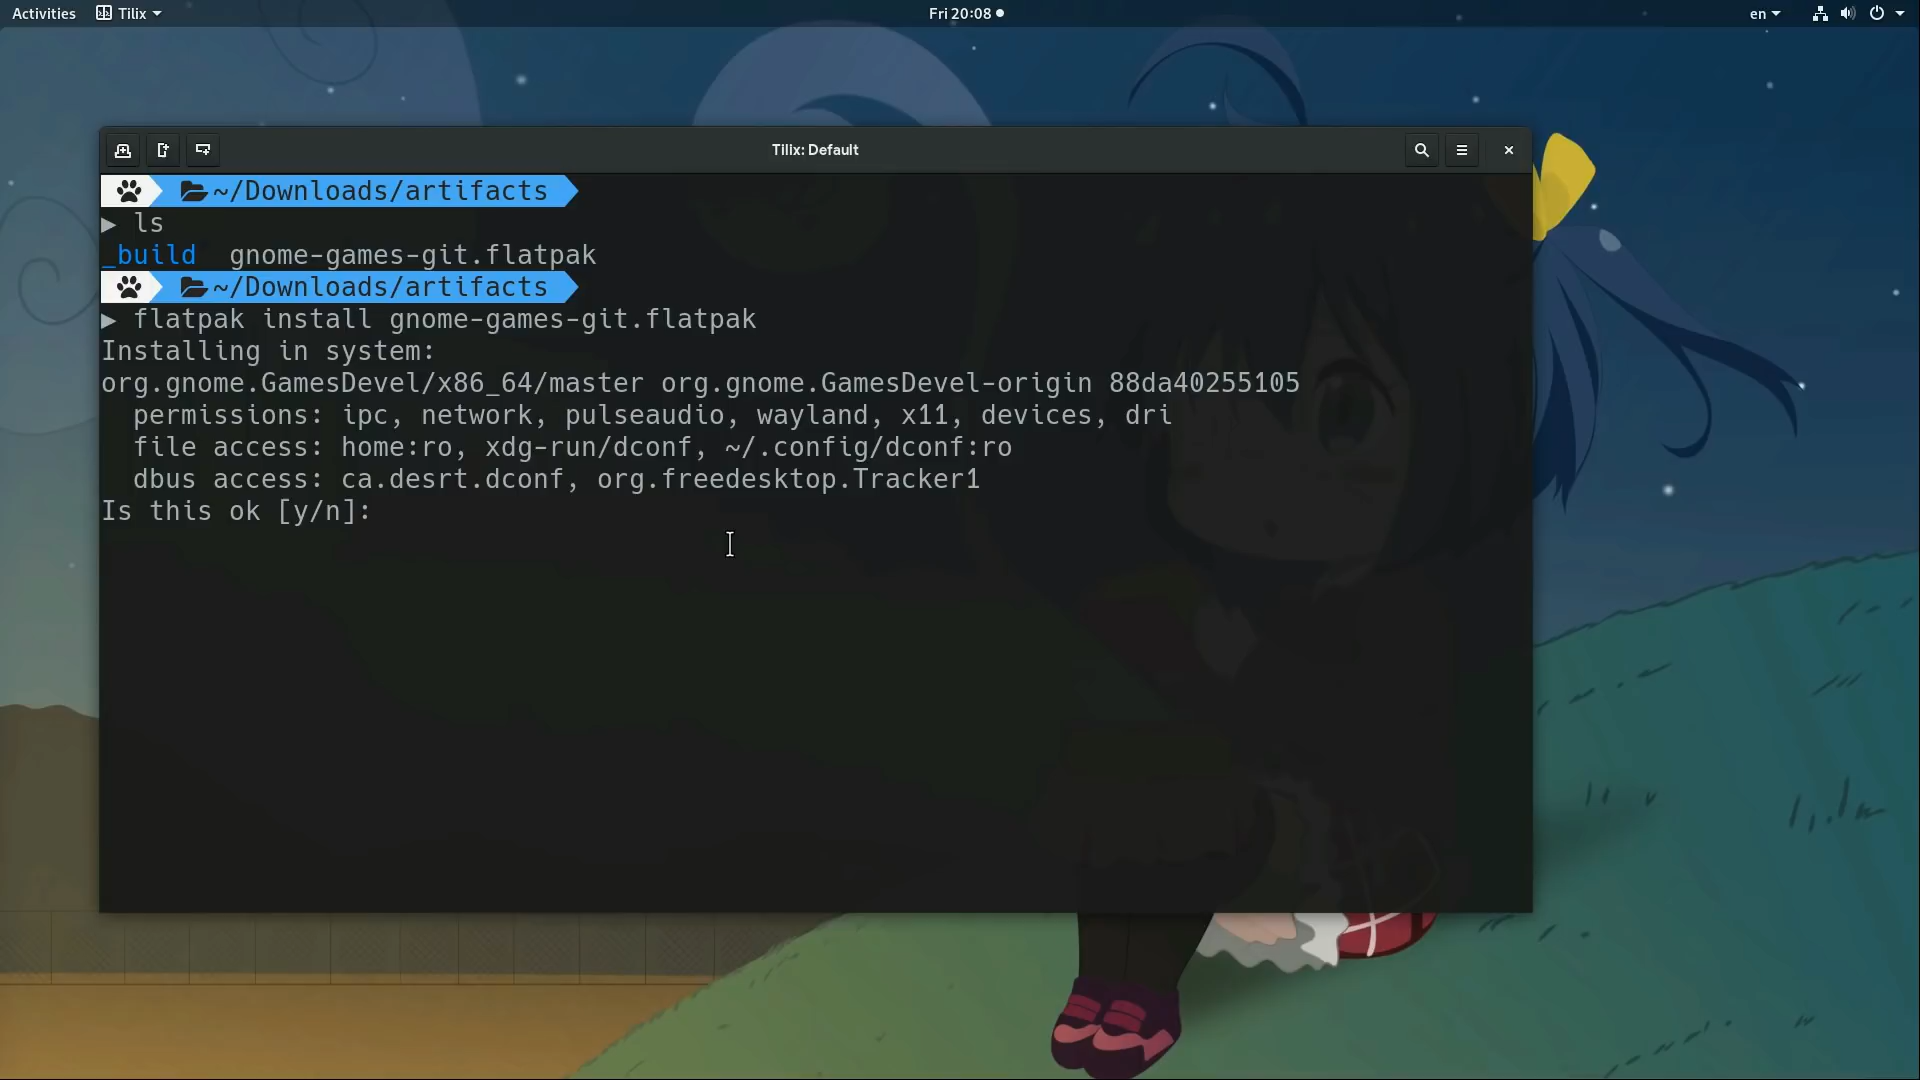 Activities Tilix Fri 20:08 en
Tilix: Default
~/Downloads/artifacts
▶ ls
_build gnome-games-git.flatpak
~/Downloads/artifacts
▶ flatpak install gnome-games-git.flatpak
Installing in system:
org.gnome.GamesDevel/x86_64/master org.gnome.GamesDevel-origin 88da40255105
permissions: ipc, network, pulseaudio, wayland, x11, devices, dri
file access: home:ro, xdg-run/dconf, ~/.config/dconf:ro
dbus access: ca.desrt.dconf, org.freedesktop.Tracker1
Is this ok [y/n]: